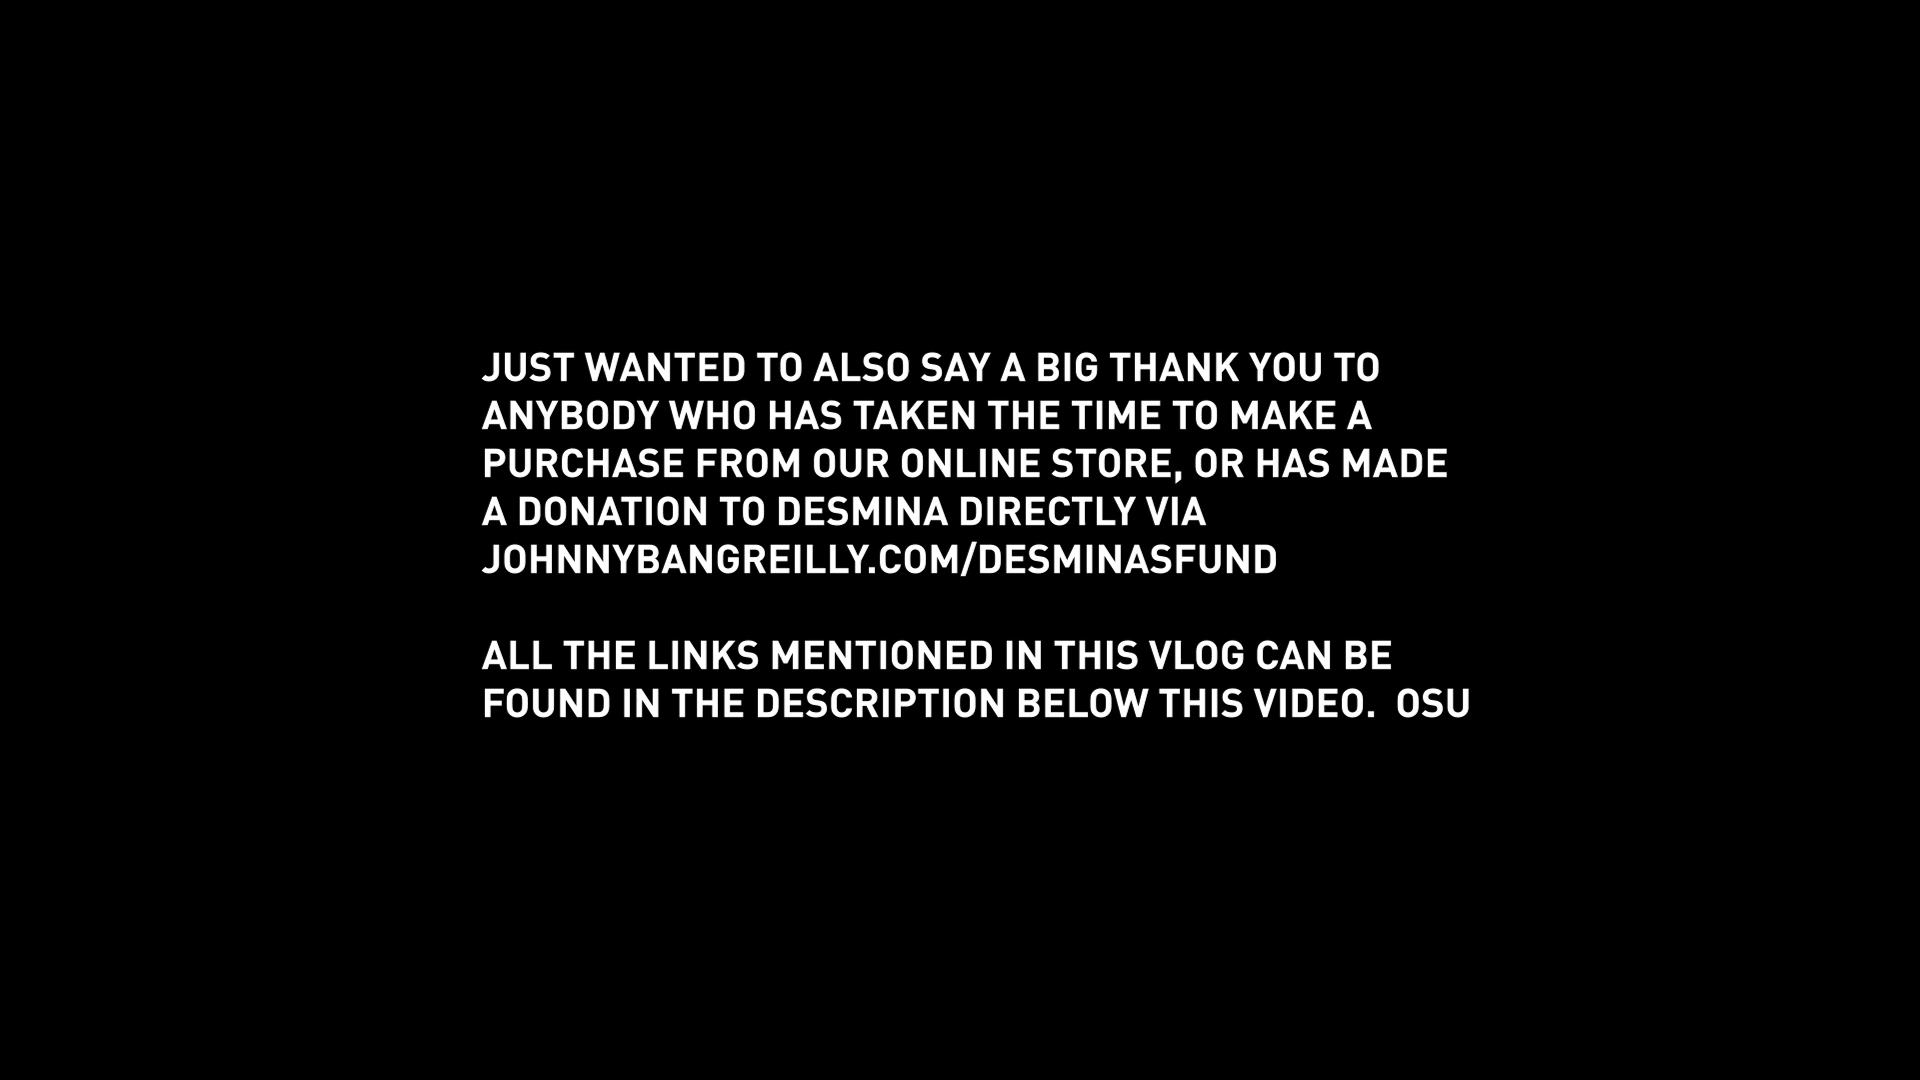 JUST WANTED TO ALSO SAY A BIG THANK YOU TO
ANYBODY WHO HAS TAKEN THE TIME TO MAKE A
PURCHASE FROM OUR ONLINE STORE, OR HAS MADE
A DONATION TO DESMINA DIRECTLY VIA
JOHNNYBANGREILLY.COM/DESMINASFUND
ALL THE LINKS MENTIONED IN THIS VLOG CAN BE
FOUND IN THE DESCRIPTION BELOW THIS VIDEO.  OSU